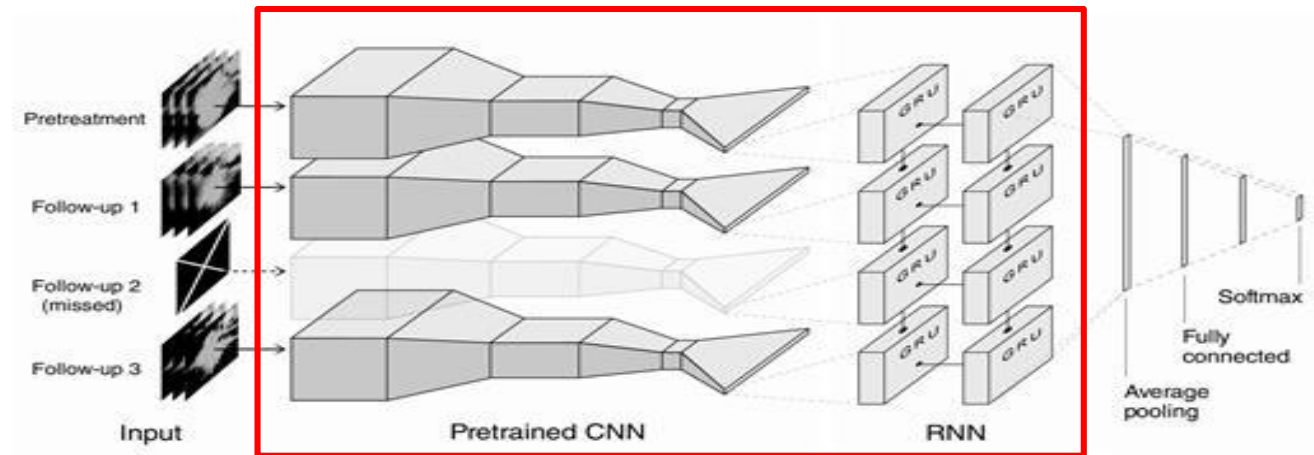 Pretreatment
Follow-up 1
Follow-up 2
(missed)
Follow-up 3
Input
Pretrained CNN
GRU
GRU
GRU
GRU
GRU
GRU
GRU
GRU
RNN
Average
pooling
Fully
connected
Softmax